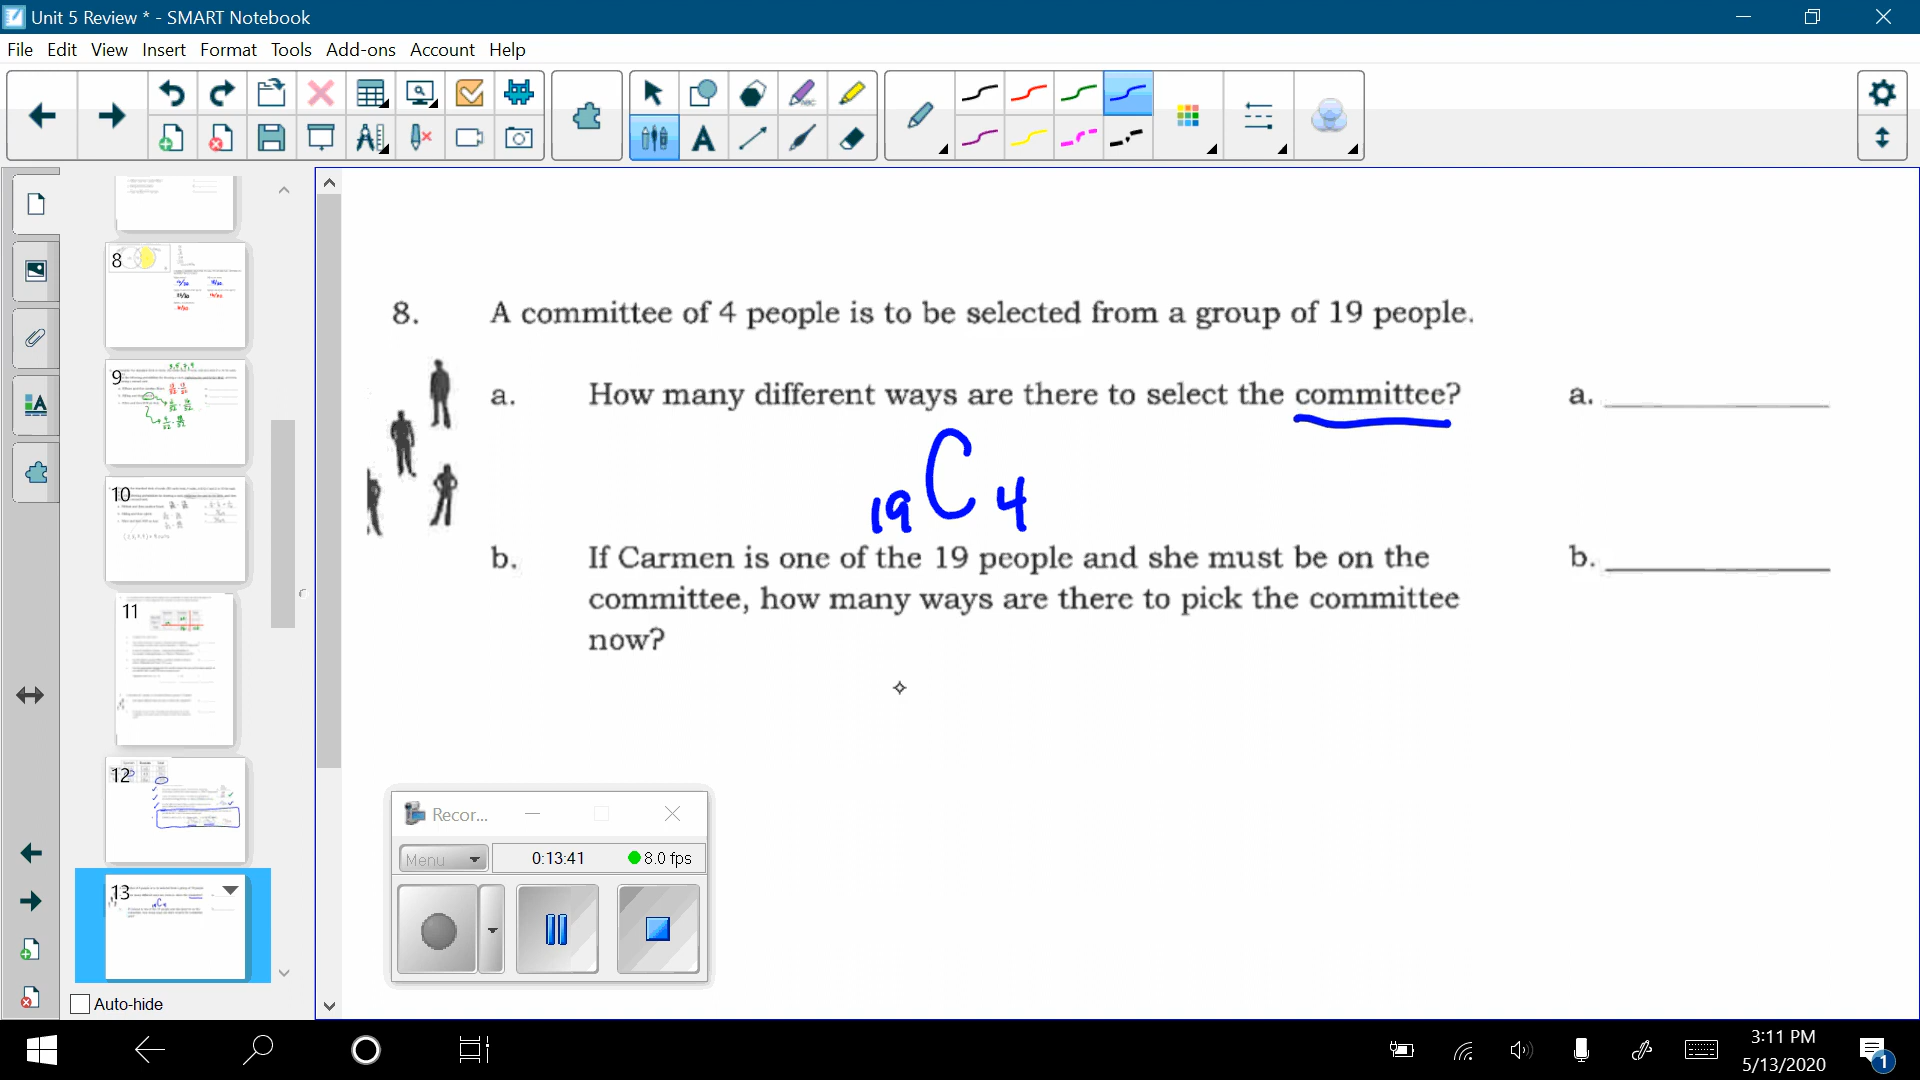 Unit 5 Review * - SMART Notebook
File Edit View Insert Format Tools Add-ons Account Help
8
9
10
11
12
13
Auto-hide
8. A committee of 4 people is to be selected from a group of 19 people.
a. How many different ways are there to select the committee? a.
19 C 4
b. If Carmen is one of the 19 people and she must be on the b.
committee, how many ways are there to pick the committee
now?
Recor...
Menu 0:13:41 8.0 fps
3:11 PM
5/13/2020
1